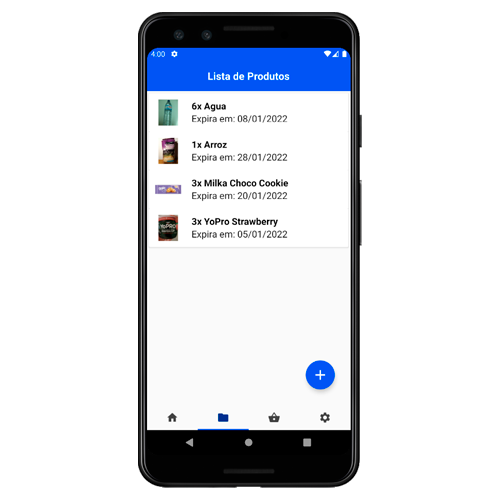 4:00
Lista de Produtos
6x Agua
Expira em: 08/01/2022
1x Arroz
Expira em: 28/01/2022
3x Milka Choco Cookie
Expira em: 20/01/2022
YoPRO
3x YoPro Strawberry
Expira em: 05/01/2022